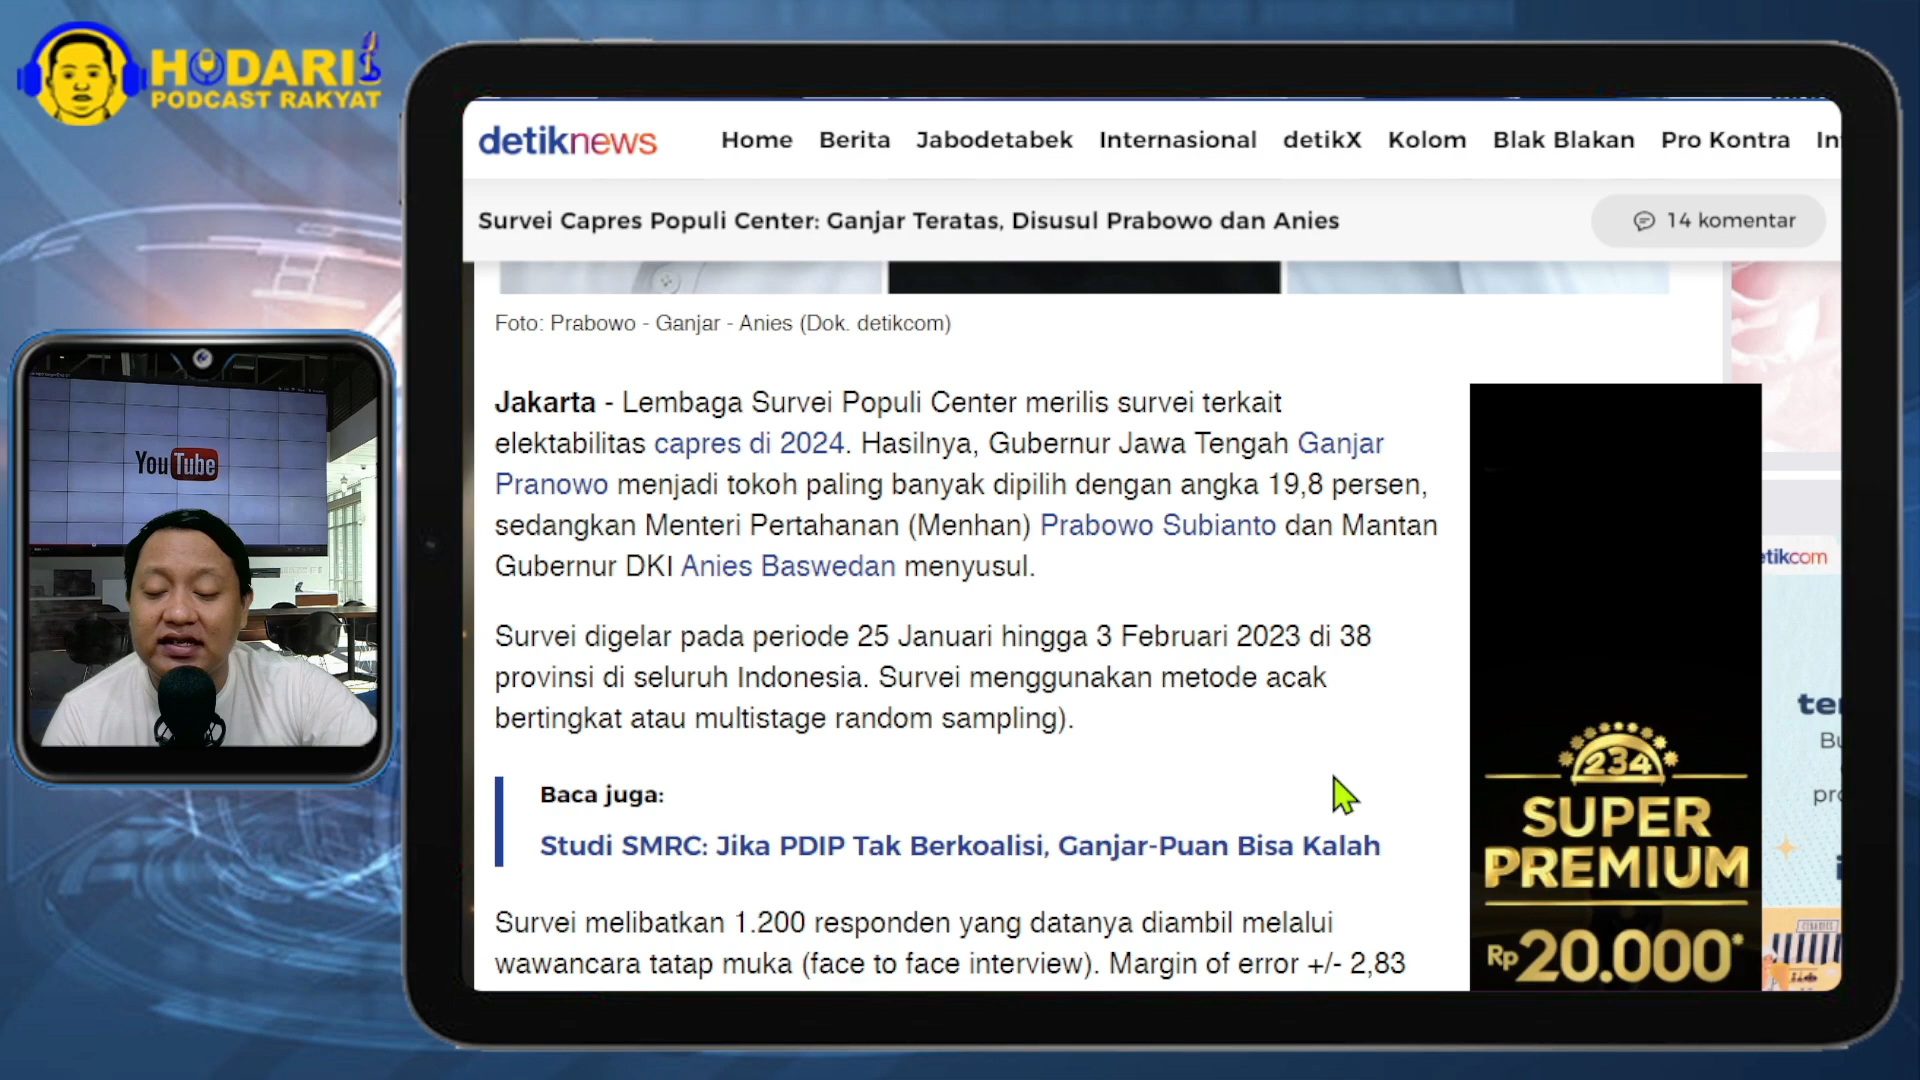 HODARI
PODCAST RAKYAT
YouTube
detiknews
Home Berita Jabodetabek Internasional detikX Kolom Blak Blakan Pro Kontra In
Survei Capres Populi Center: Ganjar Teratas, Disusul Prabowo dan Anies
14 komentar
Foto: Prabowo - Ganjar - Anies (Dok. detikcom)
Jakarta - Lembaga Survei Populi Center merilis survei terkait
elektabilitas capres di 2024. Hasilnya, Gubernur Jawa Tengah Ganjar
Pranowo menjadi tokoh paling banyak dipilih dengan angka 19,8 persen,
sedangkan Menteri Pertahanan (Menhan) Prabowo Subianto dan Mantan
Gubernur DKI Anies Baswedan menyusul.
Survei digelar pada periode 25 Januari hingga 3 Februari 2023 di 38
provinsi di seluruh Indonesia. Survei menggunakan metode acak
bertingkat atau multistage random sampling).
Baca juga:
Studi SMRC: Jika PDIP Tak Berkoalisi, Ganjar-Puan Bisa Kalah
Survei melibatkan 1.200 responden yang datanya diambil melalui
wawancara tatap muka (face to face interview). Margin of error +/- 2,83
234
SUPER
PREMIUM
Rp20.000*
etikcom
ter
Bu
pro